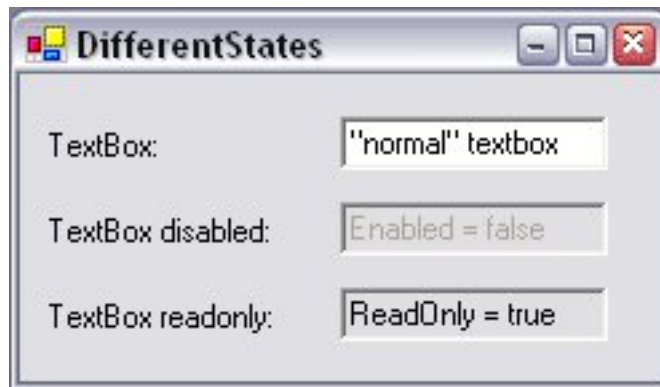 DifferentStates
TextBox: "normal" textbox
TextBox disabled: Enabled = false
TextBox readonly: ReadOnly = true